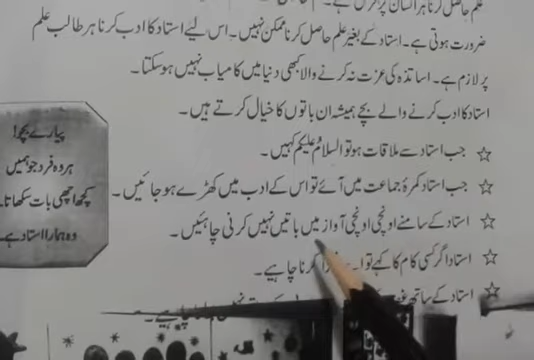 علم حاصل کرنا ہر انسان پر فرض ہے۔
ضرورت ہوتی ہے۔ استاد کے بغیر علم حاصل کرنا ممکن نہیں۔ اس لیے استاد کا ادب کرنا ہر طالب علم
پر لازم ہے۔ اساتذہ کی عزت نہ کرنے والا کبھی دنیا میں کامیاب نہیں ہو سکتا۔
استاد کا ادب کرنے والے بچے ہمیشہ ان باتوں کا خیال کرتے ہیں۔
☆ جب استاد سے ملاقات ہو تو السلام علیکم کہیں۔
☆ جب استاد کمرۂ جماعت میں آئے تو اس کے ادب میں کھڑے ہو جائیں۔
☆ استاد کے سامنے اونچی اونچی آواز میں باتیں نہیں کرنی چاہئیں۔
☆ استاد اگر کسی کام کا کہے تو کرنا چاہیے۔
☆ استاد کے ساتھ
پیارے بچو!
ہر وہ فرد جو ہمیں
کچھ اچھی بات سکھاتا
وہ ہمارا استاد ہے۔